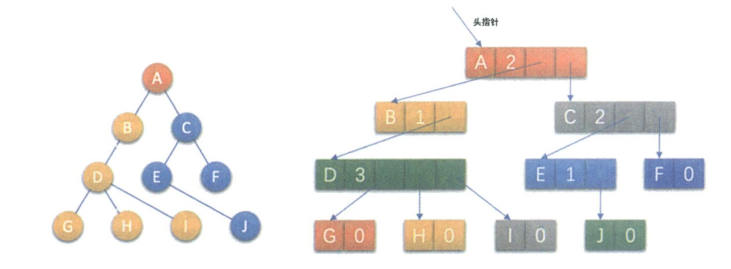 头指针
A 2
A
B 1
C 2
B
C
D 3
E 1
F 0
D
E
F
G
H
I
J
G 0
H 0
I 0
J 0